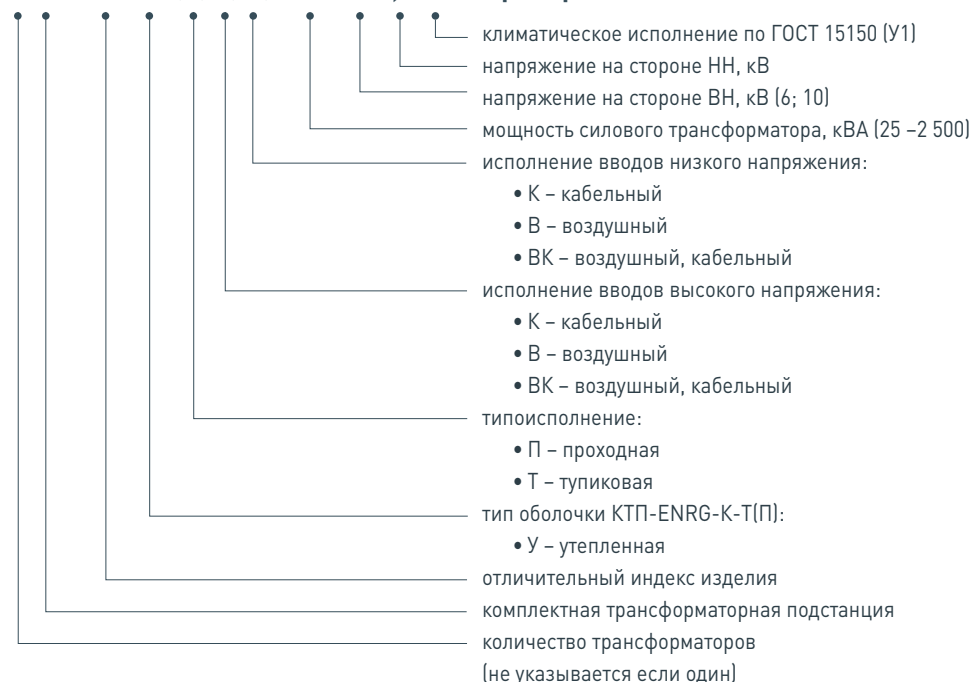 климатическое исполнение по ГОСТ 15150 (У1)
напряжение на стороне НН, кВ
напряжение на стороне ВН, кВ (6; 10)
мощность силового трансформатора, кВА (25 –2 500)
исполнение вводов низкого напряжения:
• К – кабельный
• В – воздушный
• ВК – воздушный, кабельный
исполнение вводов высокого напряжения:
• К – кабельный
• В – воздушный
• ВК – воздушный, кабельный
типоисполнение:
• П – проходная
• Т – тупиковая
тип оболочки КТП-ENRG-К-Т(П):
• У – утепленная
отличительный индекс изделия
комплектная трансформаторная подстанция
количество трансформаторов
(не указывается если один)